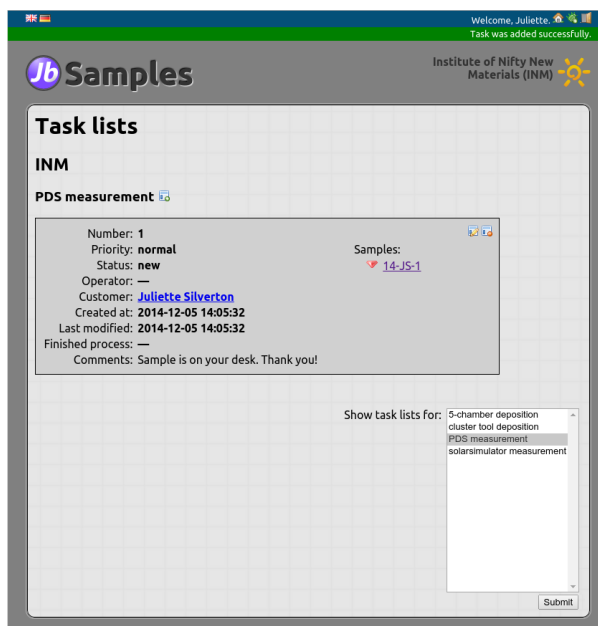 Welcome, Juliette.
Task was added successfully.
Jb Samples
Institute of Nifty New
Materials (INM)
Task lists
INM
PDS measurement
Number: 1
Priority: normal
Status: new
Operator: —
Customer: Juliette Silverton
Created at: 2014-12-05 14:05:32
Last modified: 2014-12-05 14:05:32
Finished process: —
Comments: Sample is on your desk. Thank you!
Samples:
14-JS-1
Show task lists for:
5-chamber deposition
cluster tool deposition
PDS measurement
solarsimulator measurement
Submit